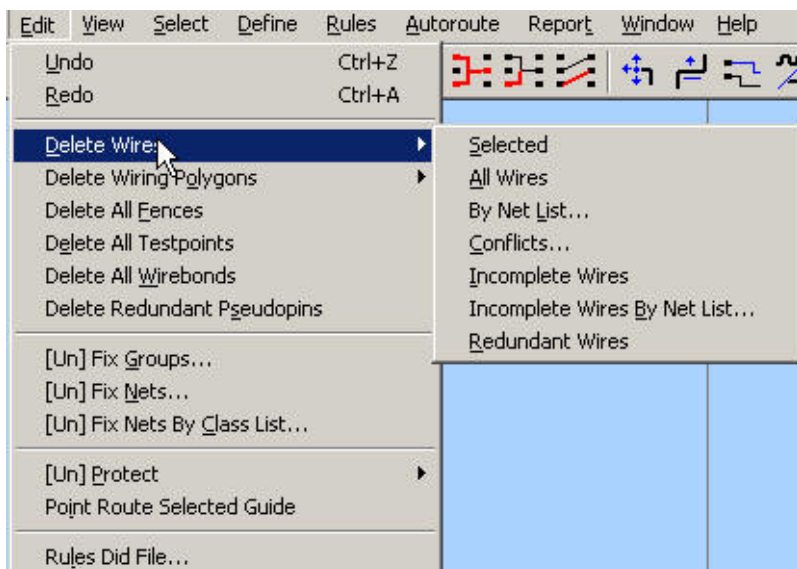 Edit View Select Define Rules Autoroute Report Window Help
Undo Ctrl+Z
Redo Ctrl+A
Delete Wires
Delete Wiring Polygons
Delete All Fences
Delete All Testpoints
Delete All Wirebonds
Delete Redundant Pseudopins
[Un] Fix Groups...
[Un] Fix Nets...
[Un] Fix Nets By Class List...
[Un] Protect
Point Route Selected Guide
Rules Did File...
Selected
All Wires
By Net List...
Conflicts...
Incomplete Wires
Incomplete Wires By Net List...
Redundant Wires